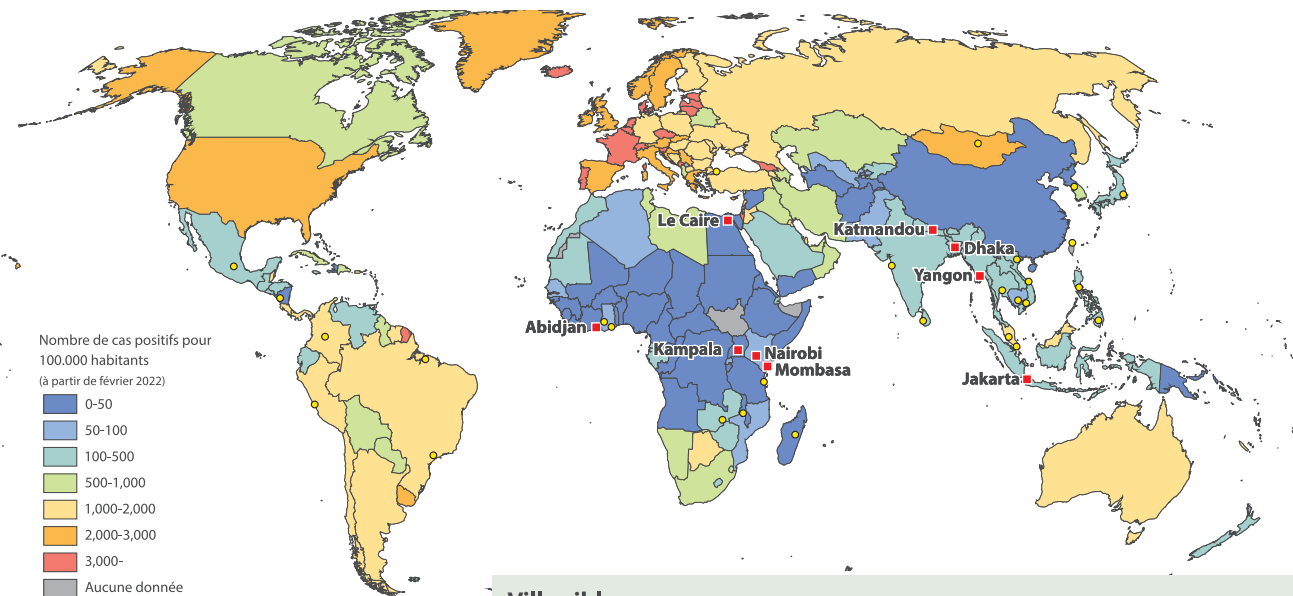 Le Caire
Katmandou
Dhaka
Yangon
Abidjan
Kampala
Nairobi
Mombasa
Jakarta
Nombre de cas positifs pour
100.000 habitants
(à partir de février 2022)
0-50
50-100
100-500
500-1,000
1,000-2,000
2,000-3,000
3,000-
Aucune donnée